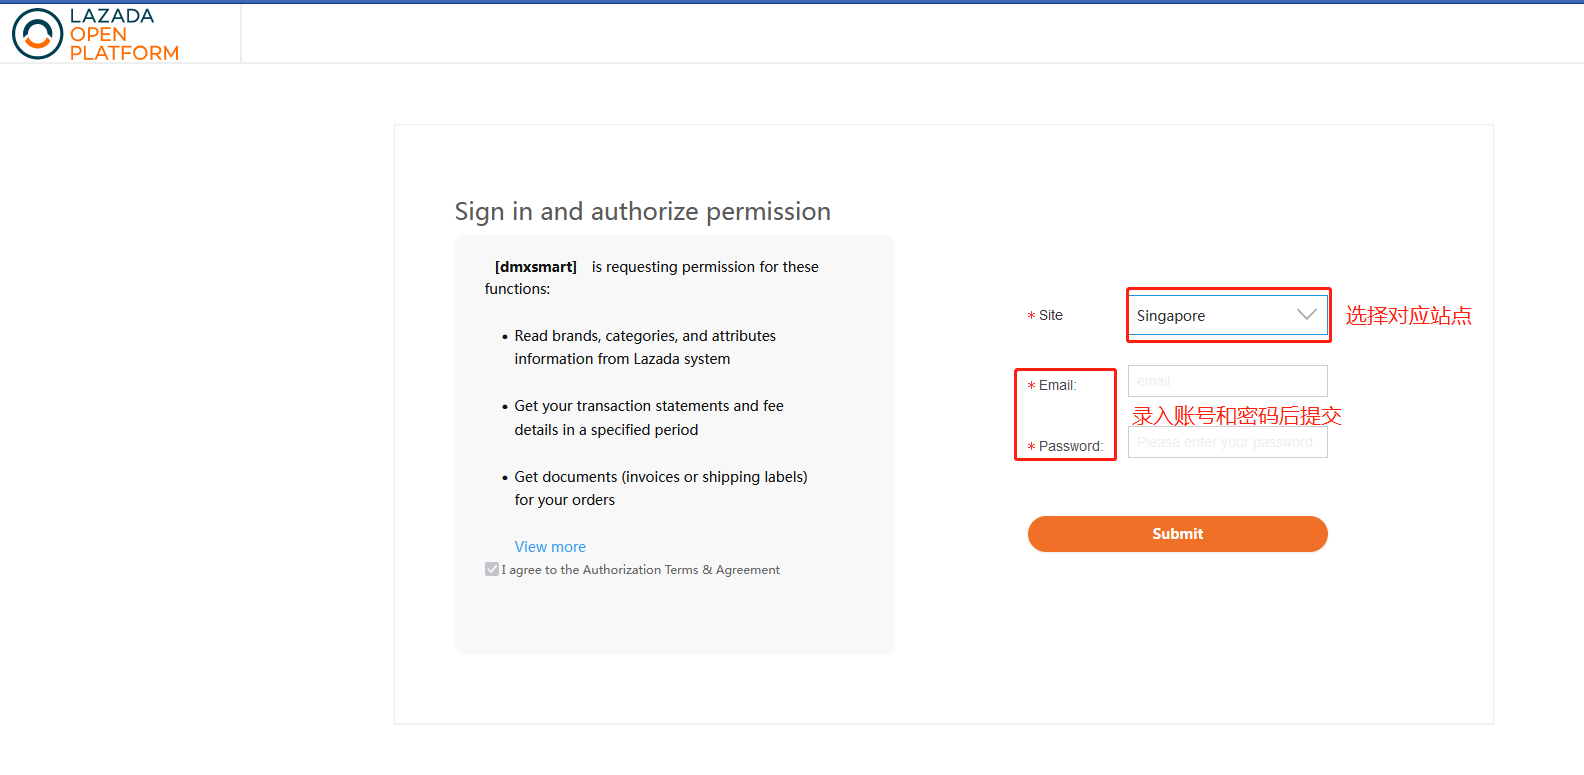 LAZADA
OPEN
PLATFORM
Sign in and authorize permission
[dmxsmart] is requesting permission for these
functions:
Read brands, categories, and attributes
information from Lazada system
Get your transaction statements and fee
details in a specified period
Get documents (invoices or shipping labels)
for your orders
View more
I agree to the Authorization Terms & Agreement
* Site
Singapore
选择对应站点
* Email:
email
录入账号和密码后提交
* Password:
Please enter your password
Submit